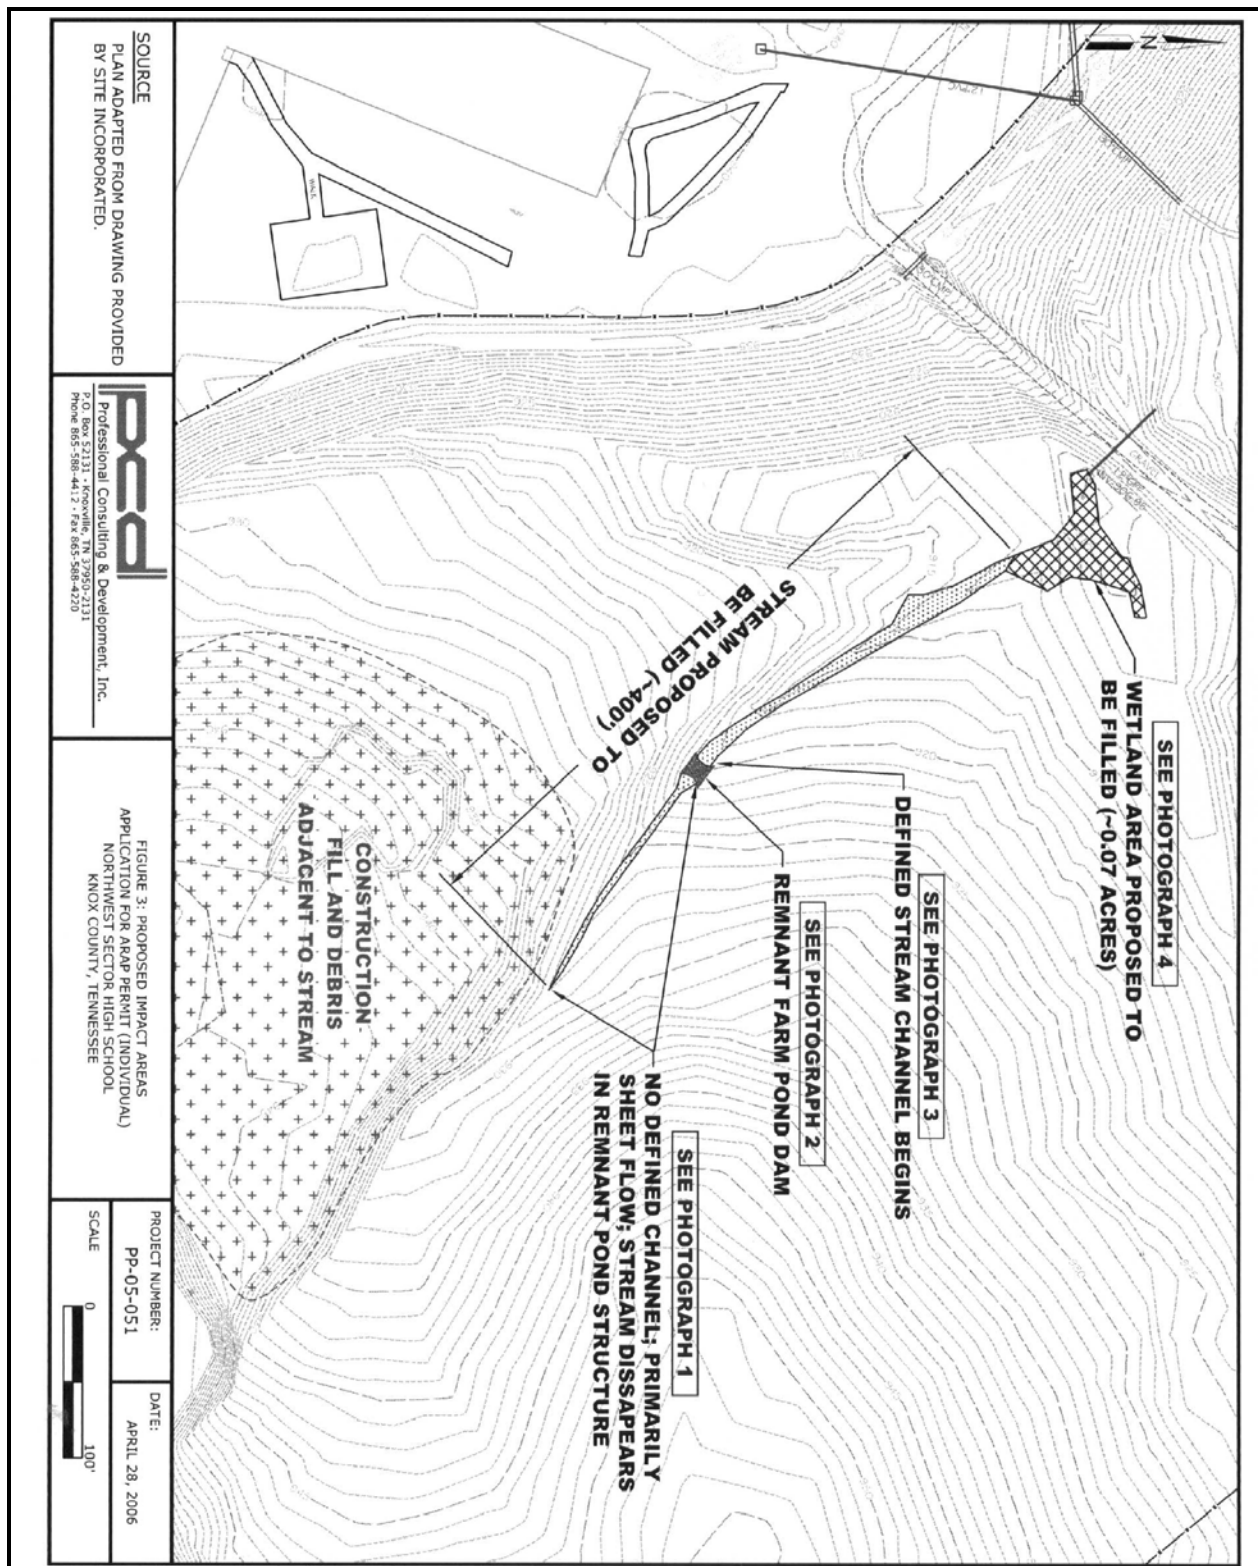 N
SEE PHOTOGRAPH 4
WETLAND AREA PROPOSED TO
BE FILLED (~0.07 ACRES)
SEE PHOTOGRAPH 3
DEFINED STREAM CHANNEL BEGINS
SEE PHOTOGRAPH 2
REMNANT FARM POND DAM
SEE PHOTOGRAPH 1
NO DEFINED CHANNEL; PRIMARILY
SHEET FLOW; STREAM DISSAPEARS
IN REMNANT POND STRUCTURE
STREAM PROPOSED TO
BE FILLED (~400')
CONSTRUCTION
FILL AND DEBRIS
ADJACENT TO STREAM
WALK
SOURCE
PLAN ADAPTED FROM DRAWING PROVIDED
BY SITE INCORPORATED.
pcd
Professional Consulting & Development, Inc.
P.O. Box 52131 · Knoxville, TN 37950-2131
Phone 865-588-4412 · Fax 865-588-4220
FIGURE 3: PROPOSED IMPACT AREAS
APPLICATION FOR ARAP PERMIT (INDIVIDUAL)
NORTHWEST SECTOR HIGH SCHOOL
KNOX COUNTY, TENNESSEE
PROJECT NUMBER:
PP-05-051
DATE:
APRIL 28, 2006
SCALE
0
100'